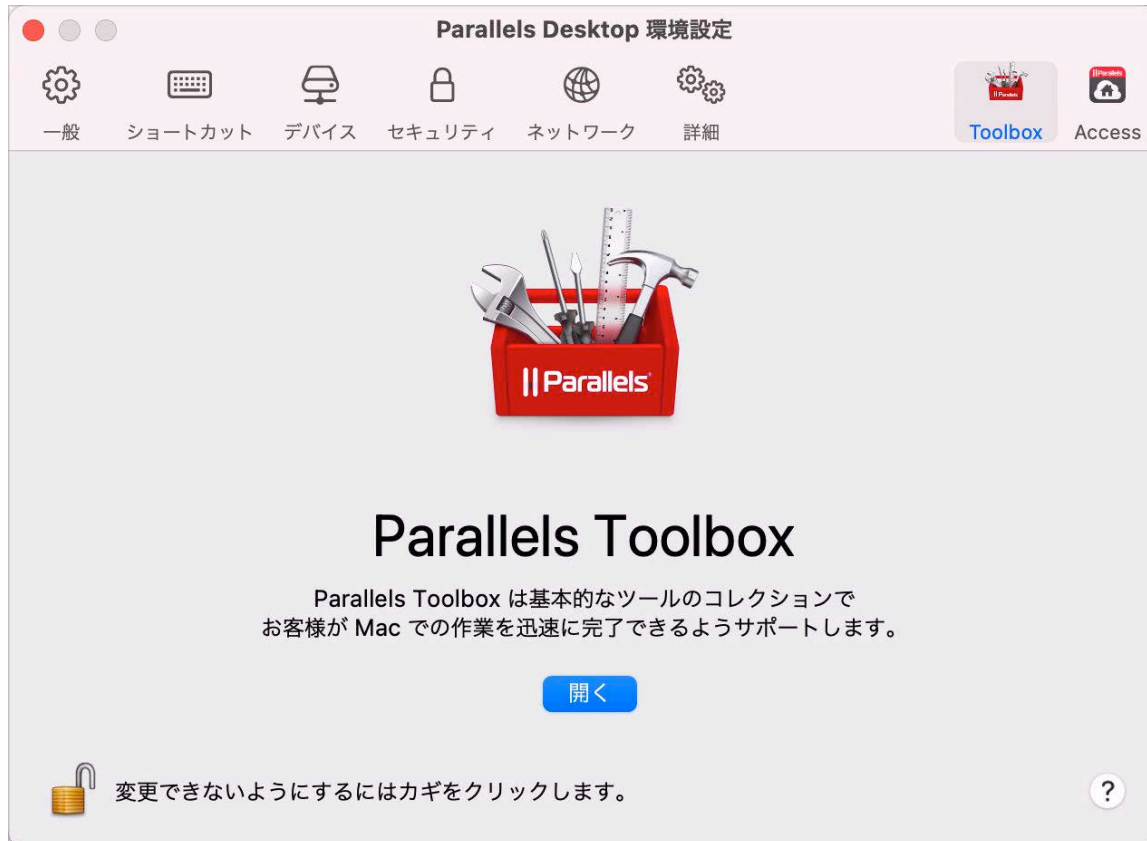 Parallels Desktop 環境設定
一般 ショートカット デバイス セキュリティ ネットワーク 詳細 Toolbox Access
Parallels
Parallels Toolbox
Parallels Toolbox は基本的なツールのコレクションで
お客様が Mac での作業を迅速に完了できるようサポートします。
開く
変更できないようにするにはカギをクリックします。
?